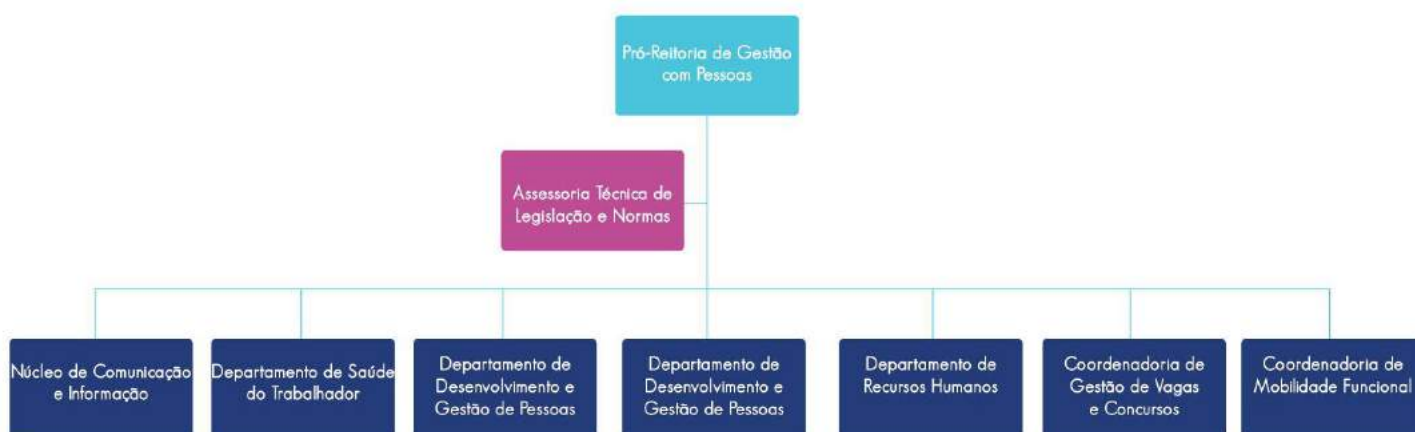 Pró-Reitoria de Gestão
com Pessoas
Assessoria Técnica de
Legislação e Normas
Núcleo de Comunicação
e Informação
Departamento de Saúde
do Trabalhador
Departamento de
Desenvolvimento e
Gestão de Pessoas
Departamento de
Desenvolvimento e
Gestão de Pessoas
Departamento de
Recursos Humanos
Coordenadoria de
Gestão de Vagas
e Concursos
Coordenadoria de
Mobilidade Funcional